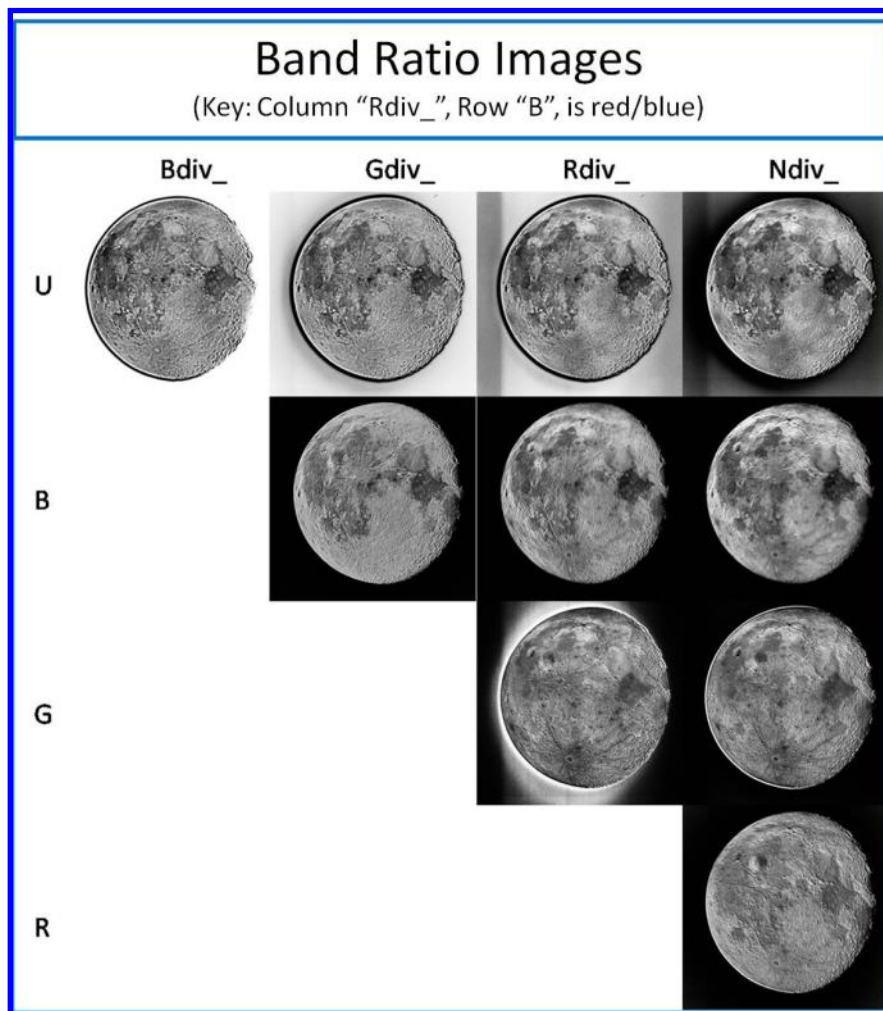 Band Ratio Images
(Key: Column “Rdiv_”, Row “B”, is red/blue)
Bdiv_ Gdiv_ Rdiv_ Ndiv_
U
B
G
R